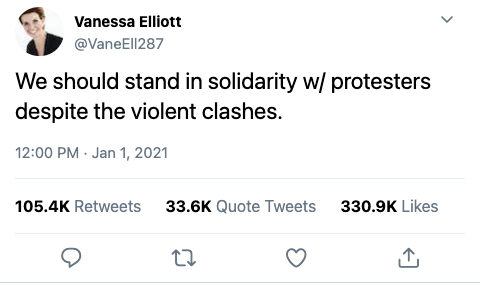 Vanessa Elliott
@VaneEll287
We should stand in solidarity w/ protesters
despite the violent clashes.
12:00 PM · Jan 1, 2021
105.4K Retweets 33.6K Quote Tweets 330.9K Likes